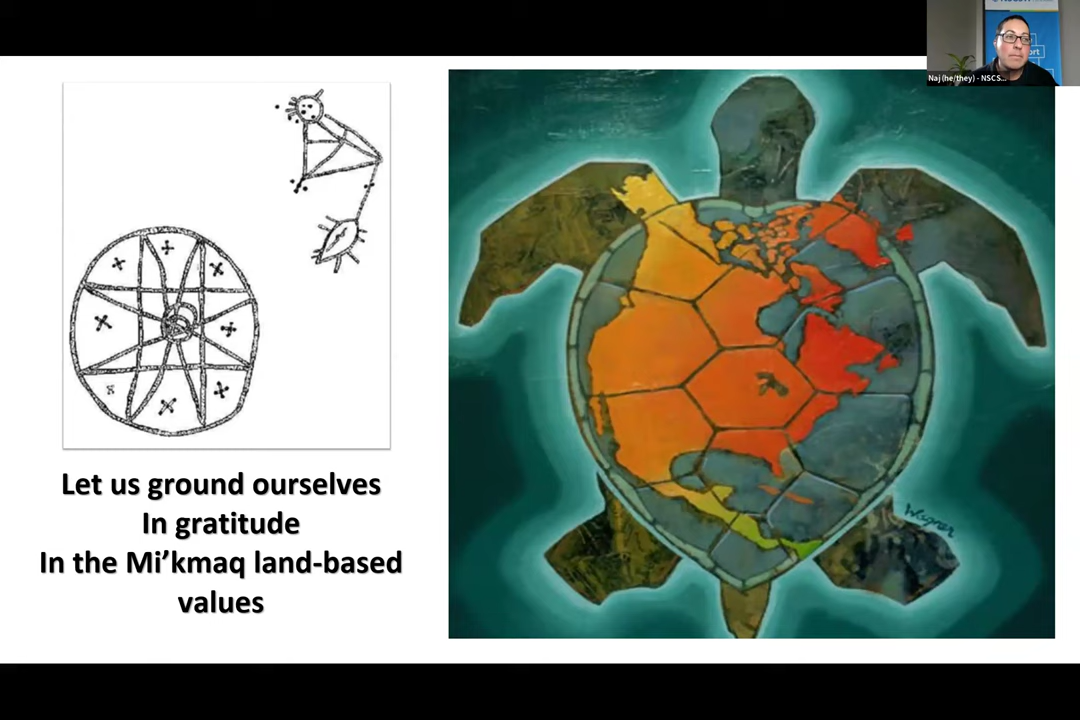 Let us ground ourselves
In gratitude
In the Mi’kmaq land-based
values
Wagner
Naj (he/they) - NSCS...